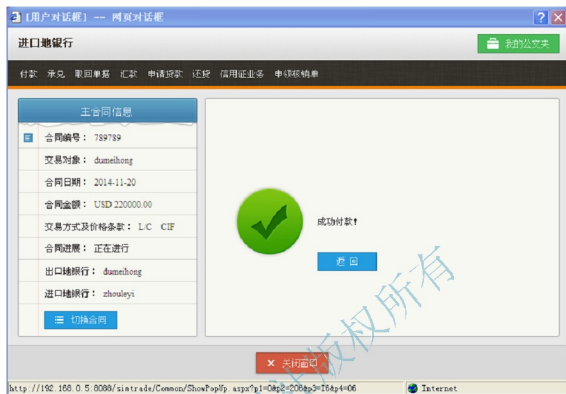 [用户对话框] -- 网页对话框
进口地银行
我的公文夹
付款 承兑 取回单据 汇款 申请贷款 还贷 信用证业务 申领核销单
主合同信息
合同编号： 789789
交易对象： dumeihong
合同日期： 2014-11-20
合同金额： USD 220000.00
交易方式及价格条款： L/C CIF
合同进展： 正在进行
出口地银行： dumeihong
进口地银行： zhouleyi
切换合同
成功付款！
返 回
版权所有
× 关闭窗口
http://192.168.0.5:8088/simtrade/Common/ShowPopUp.aspx?p1=0&p2=208&p3=I6&p4=06
Internet